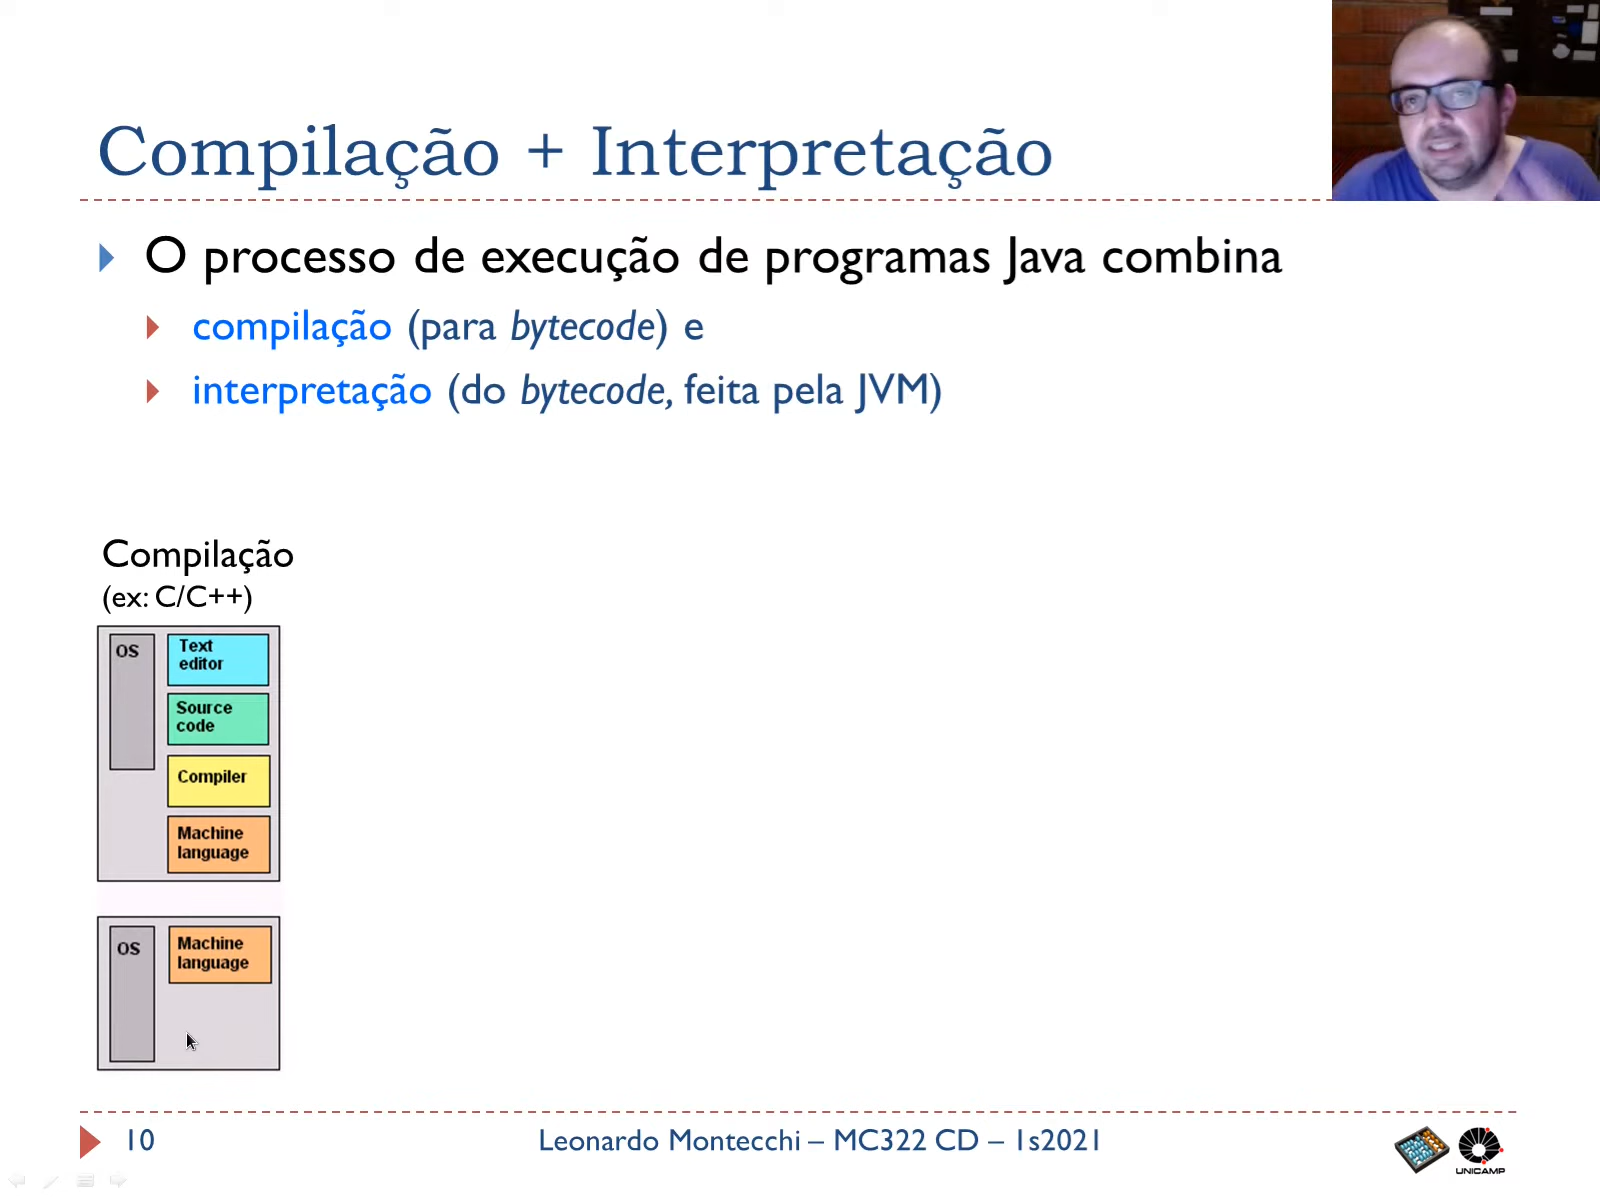 Compilação + Interpretação
O processo de execução de programas Java combina
compilação (para bytecode) e
interpretação (do bytecode, feita pela JVM)
Compilação
(ex: C/C++)
OS
Text
editor
Source
code
Compiler
Machine
language
OS
Machine
language
10
Leonardo Montecchi – MC322 CD – 1s2021
UNICAMP